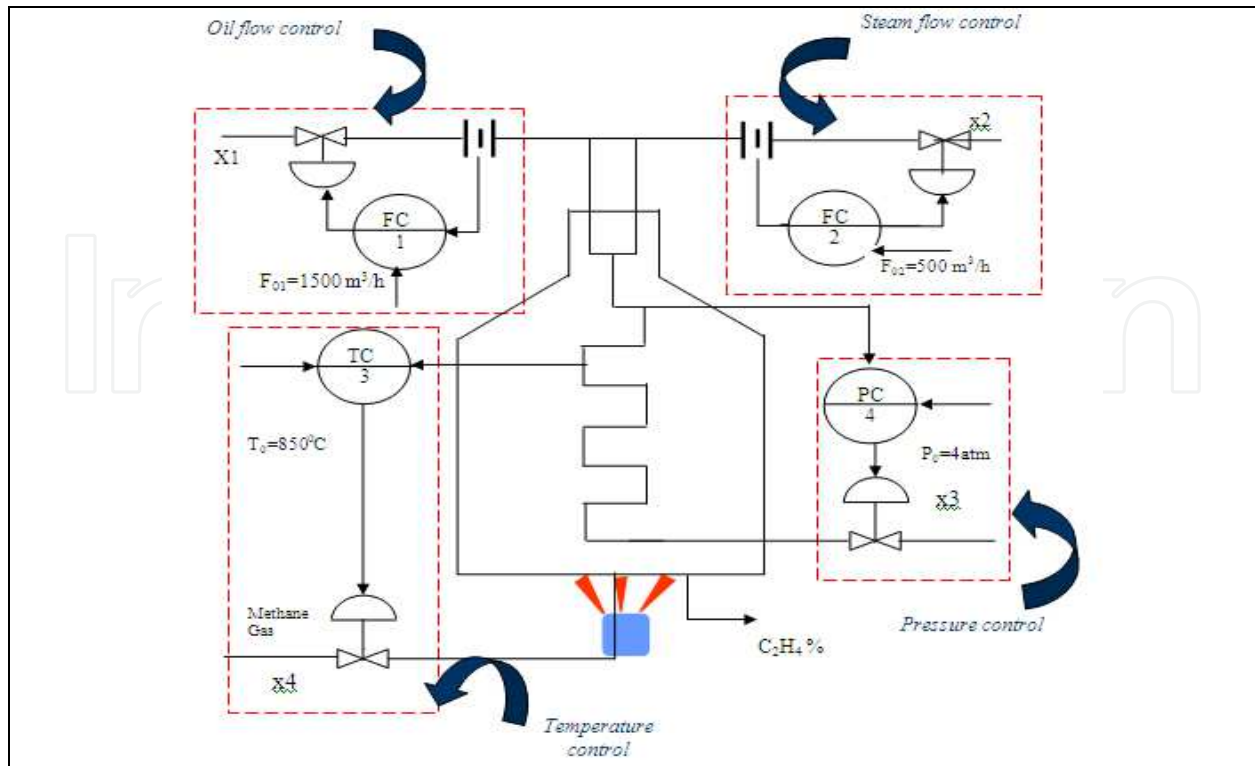 Oil flow control
Steam flow control
X1
x2
FC
1
FC
2
F₀₁=1500 m³/h
F₀₂=500 m³/h
TC
3
PC
4
T₀=850⁰C
P₀=4atm
x3
Methane
Gas
x4
C₂H₄ %
Pressure control
Temperature
control